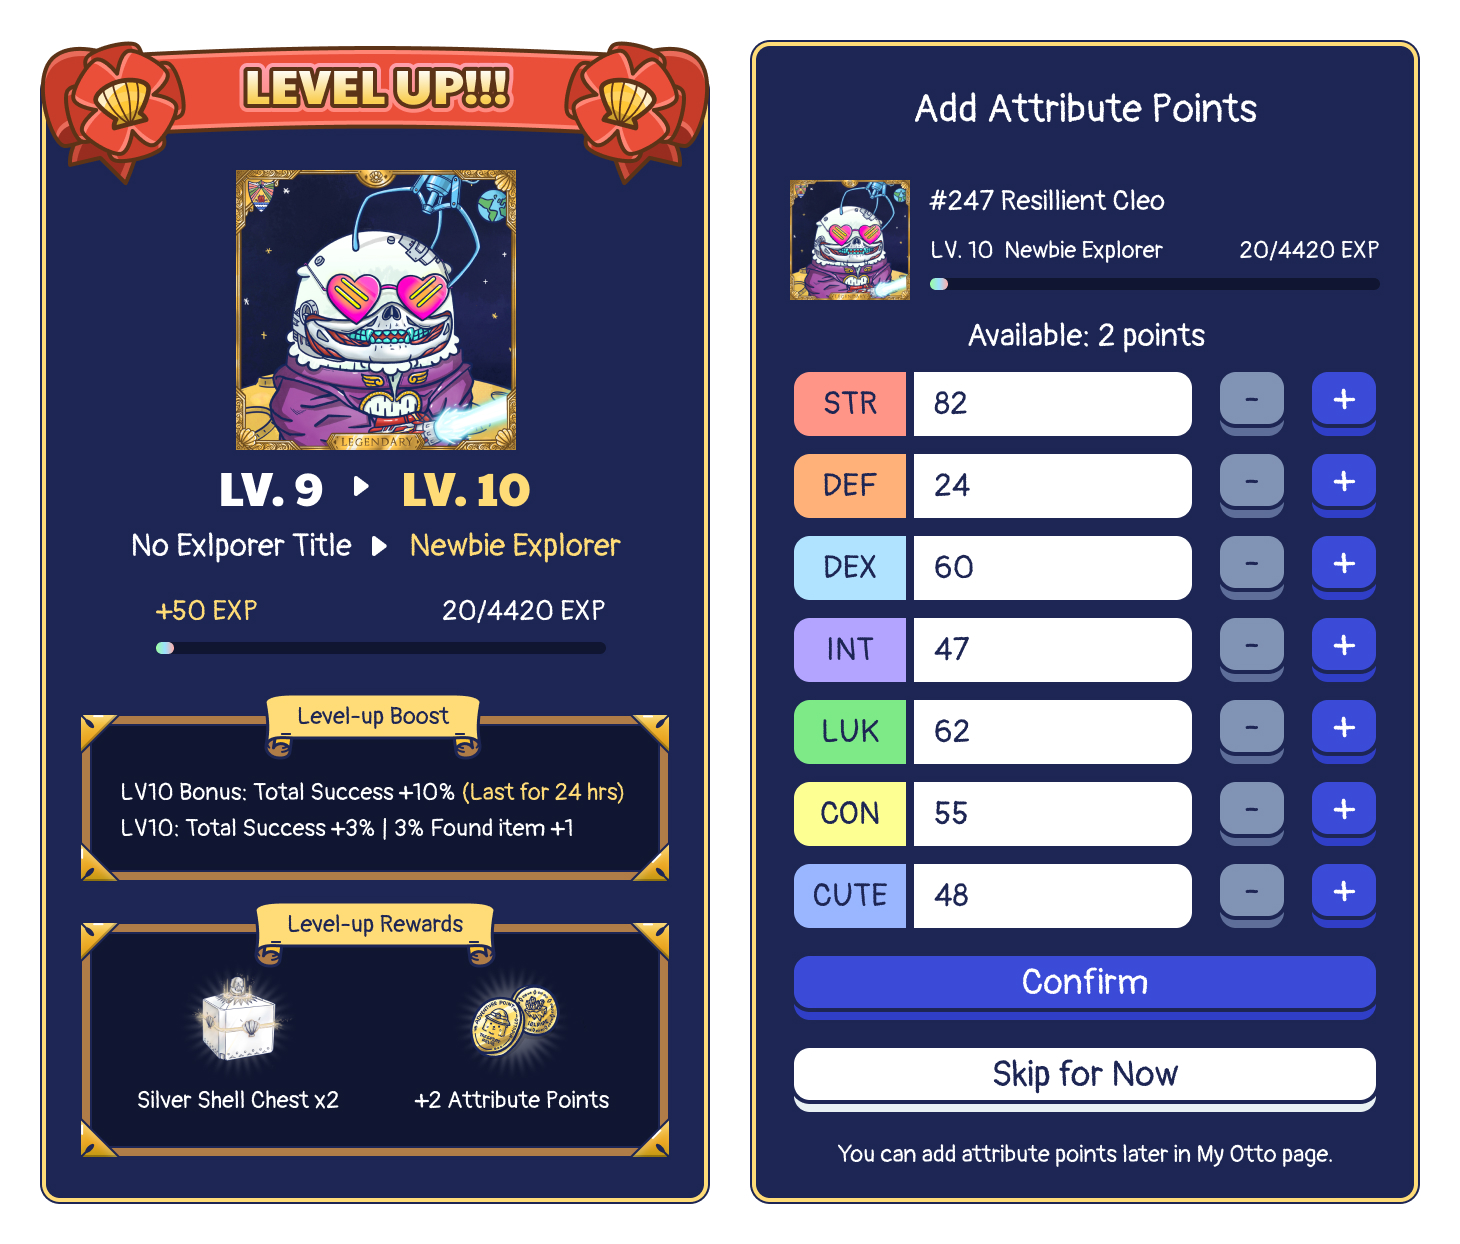 LEVEL UP!!!
LEGENDARY
LV. 9 LV. 10
No Exlporer Title Newbie Explorer
+50 EXP 20/4420 EXP
Level-up Boost
LV10 Bonus: Total Success +10% (Last for 24 hrs)
LV10: Total Success +3% | 3% Found item +1
Level-up Rewards
Silver Shell Chest x2 +2 Attribute Points
Add Attribute Points
#247 Resillient Cleo
LV. 10 Newbie Explorer 20/4420 EXP
Available: 2 points
STR 82 - +
DEF 24 - +
DEX 60 - +
INT 47 - +
LUK 62 - +
CON 55 - +
CUTE 48 - +
Confirm
Skip for Now
You can add attribute points later in My Otto page.